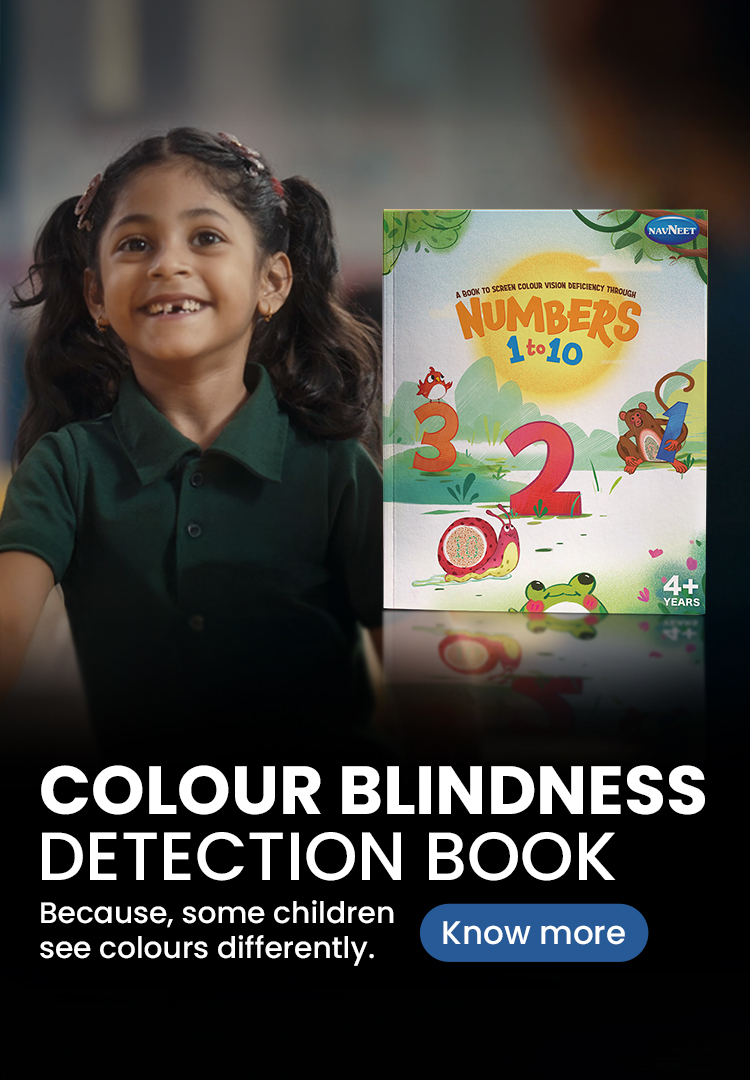 NAVNEET
A BOOK TO SCREEN COLOUR VISION DEFICIENCY THROUGH
NUMBERS
1 to 10
3
2
1
4+
YEARS
COLOUR BLINDNESS
DETECTION BOOK
Because, some children
see colours differently.
Know more